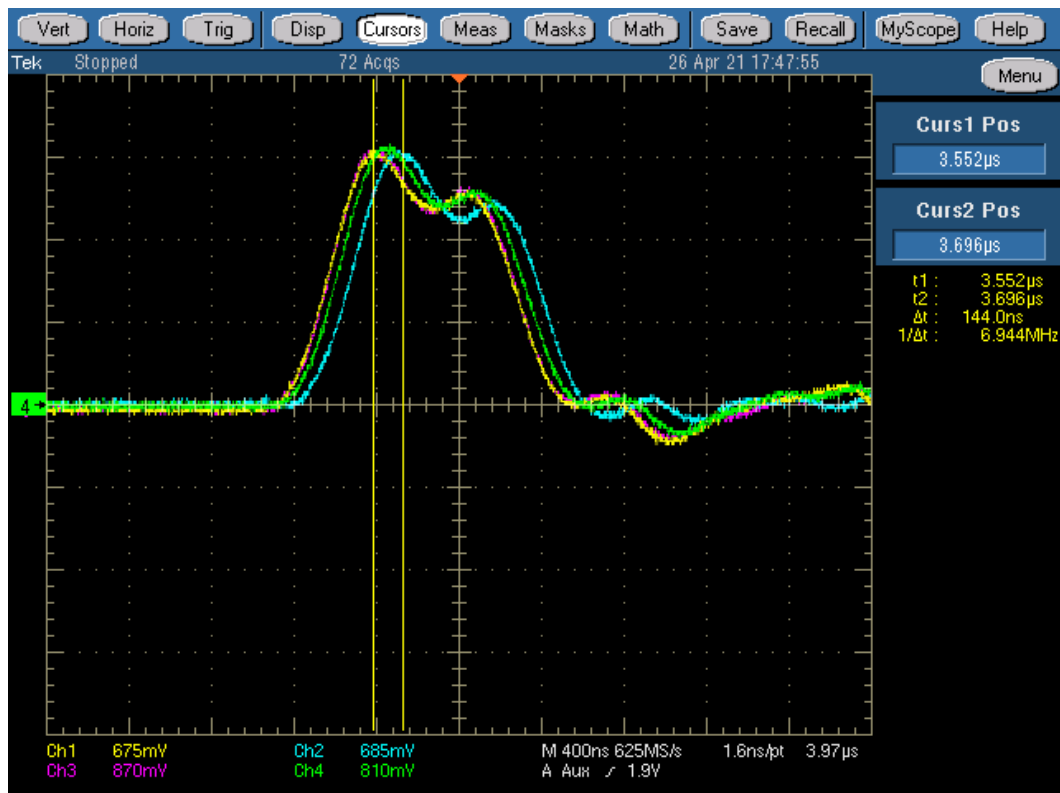 Vert Horiz Trig Disp Cursors Meas Masks Math Save Recall MyScope Help
Tek Stopped 72 Acqs 26 Apr 21 17:47:55
Menu
Curs1 Pos
3.552µs
Curs2 Pos
3.696µs
t1 : 3.552µs
t2 : 3.696µs
Δt : 144.0ns
1/Δt : 6.944MHz
4
Ch1 675mV Ch2 685mV M 400ns 625MS/s 1.6ns/pt 3.97µs
Ch3 870mV Ch4 810mV A Aux ⁄ 1.9V